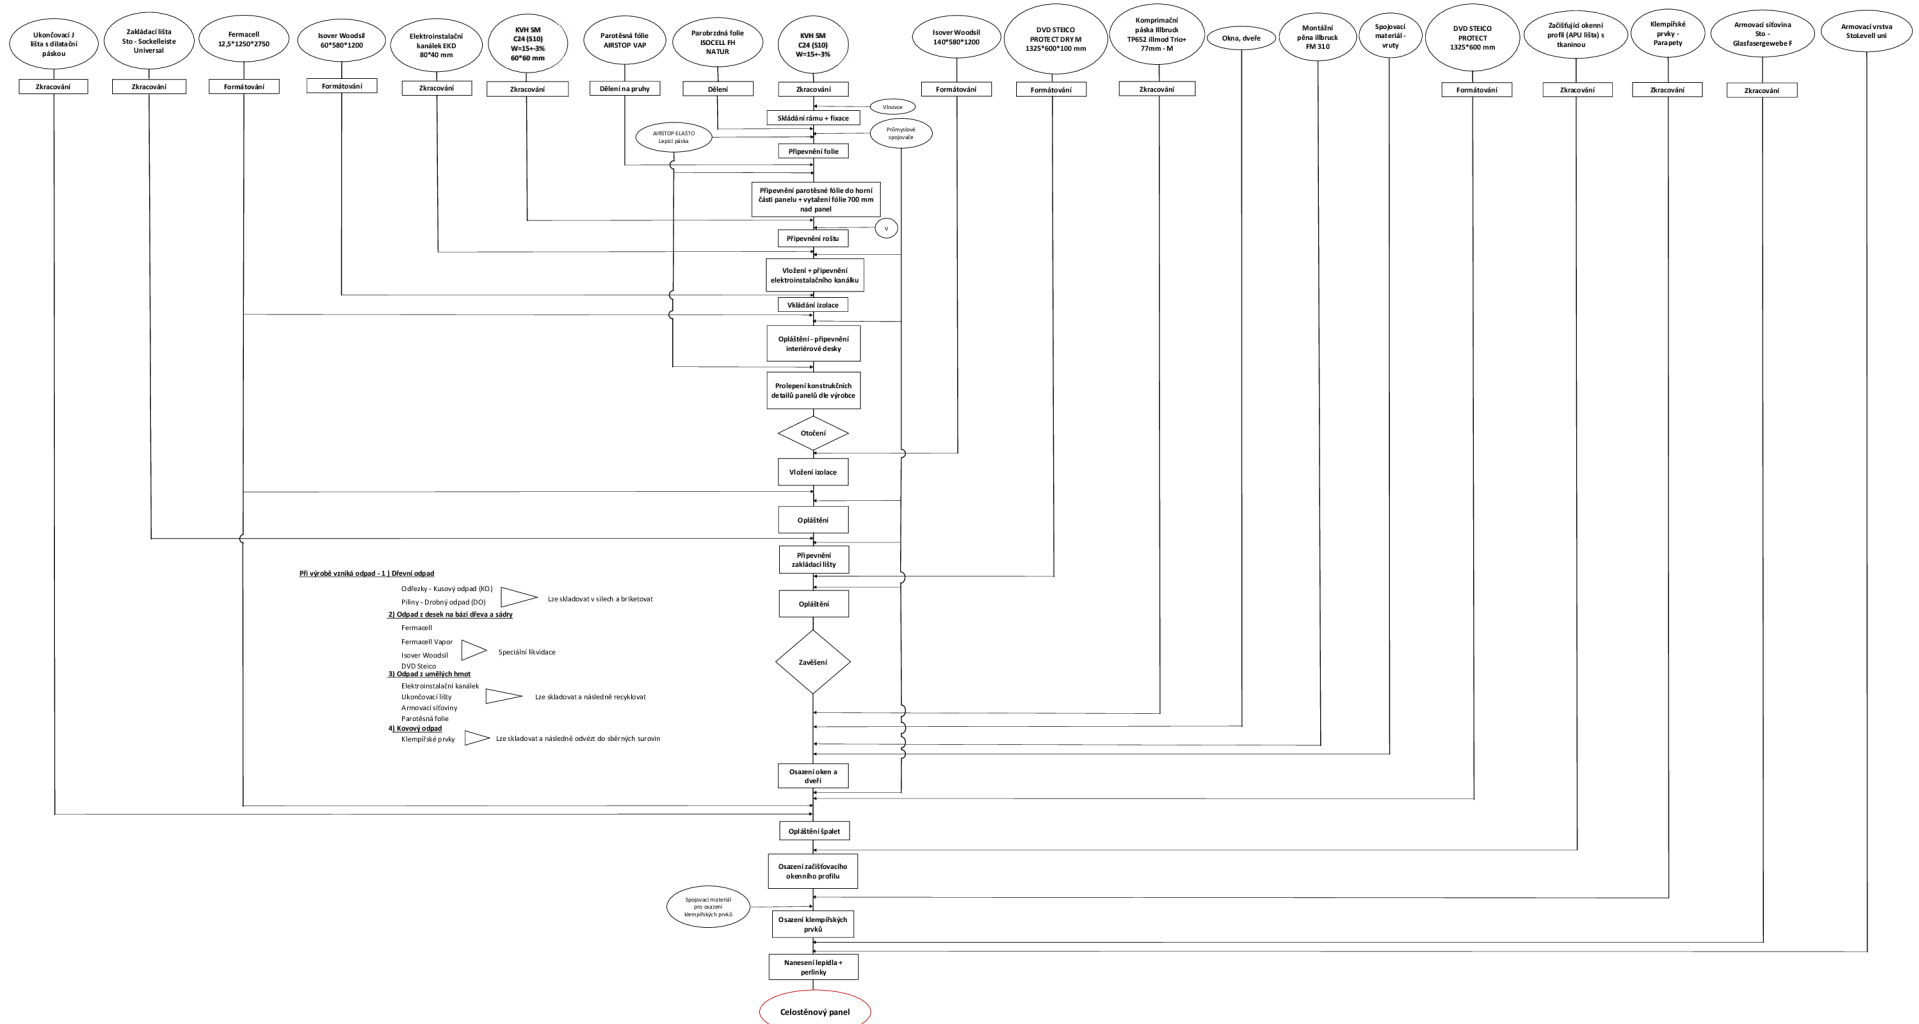 Ukončovací J
lišta s dilatační
páskou
Zakládací lišta
Sto - Sockelleiste
Universal
Fermacell
12,5*1250*2750
Isover Woodsil
60*580*1200
Elektroinstalační
kanálek EKD
80*40 mm
KVH SM
C24 (S10)
W=15+-3%
60*60 mm
Parotěsná fólie
AIRSTOP VAP
Parobrzdná folie
ISOCELL FH
NATUR
KVH SM
C24 (S10)
W=15+-3%
Isover Woodsil
140*580*1200
DVD STEICO
PROTECT DRY M
1325*600*100 mm
Komprimační
páska Illbruck
TP652 illmod Trio+
77mm - M
Okna, dveře
Montážní
pěna illbruck
FM 310
Spojovací
materiál -
vruty
DVD STEICO
PROTECT
1325*600 mm
Začišťující okenní
profil (APU lišta) s
tkaninou
Klempířské
prvky -
Parapety
Armovací síťovina
Sto -
Glasfasergewebe F
Armovací vrstva
StoLevell uni
Zkracování
Zkracování
Formátování
Formátování
Zkracování
Zkracování
Dělení na pruhy
Dělení
Zkracování
Formátování
Formátování
Zkracování
Formátování
Zkracování
Zkracování
Zkracování
Vlnovce
Skládání rámu + fixace
AIRSTOP ELASTO
Lepící páska
Průmyslové
spojovače
Připevnění folie
Připevnění parotěsné fólie do horní
části panelu + vytažení fólie 700 mm
nad panel
V
Připevnění roštu
Vložení + připevnění
elektroinstalačního kanálku
Vkládání izolace
Opláštění - připevnění
interiérové desky
Prolepení konstrukčních
detailů panelů dle výrobce
Otočení
Vložení izolace
Opláštění
Připevnění
zakládací lišty
Opláštění
Zavěšení
Osazení oken a
dveří
Opláštění špalet
Osazení začišťovacího
okenního profilu
Spojovací materiál
pro osazení
klempířských prvků
Osazení klempířských
prvků
Nanesení lepidla +
perlinky
Celostěnový panel
Při výrobě vzniká odpad - 1 ) Dřevní odpad
Odřezky - Kusový odpad (KO)
Piliny - Drobný odpad (DO)
Lze skladovat v silech a briketovat
2) Odpad z desek na bázi dřeva a sádry
Fermacell
Fermacell Vapor
Isover Woodsil
DVD Steico
Speciální likvidace
3) Odpad z umělých hmot
Elektroinstalační kanálek
Ukončovací lišty
Armovací síťoviny
Parotěsná folie
Lze skladovat a následně recyklovat
4) Kovový odpad
Klempířské prvky
Lze skladovat a následně odvézt do sběrných surovin